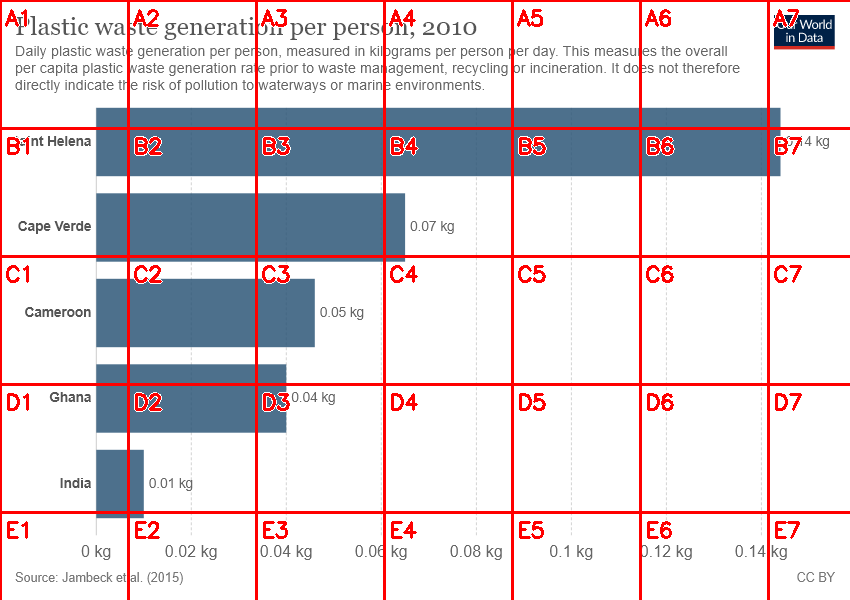 Plastic waste generation per person, 2010
Our World
in Data
Daily plastic waste generation per person, measured in kilograms per person per day. This measures the overall
per capita plastic waste generation rate prior to waste management, recycling or incineration. It does not therefore
directly indicate the risk of pollution to waterways or marine environments.
Saint Helena 0.14 kg
Cape Verde 0.07 kg
Cameroon 0.05 kg
Ghana 0.04 kg
India 0.01 kg
0 kg 0.02 kg 0.04 kg 0.06 kg 0.08 kg 0.1 kg 0.12 kg 0.14 kg
Source: Jambeck et al. (2015) CC BY
A1 A2 A3 A4 A5 A6 A7
B1 B2 B3 B4 B5 B6 B7
C1 C2 C3 C4 C5 C6 C7
D1 D2 D3 D4 D5 D6 D7
E1 E2 E3 E4 E5 E6 E7